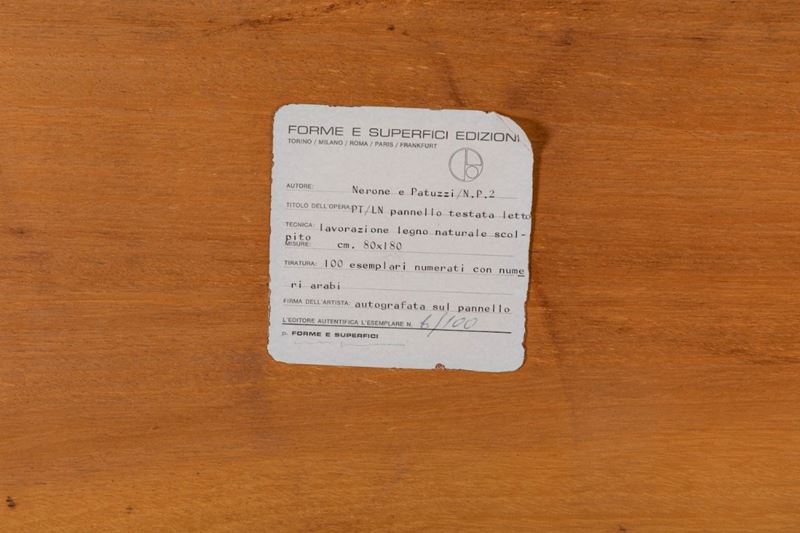 FORME E SUPERFICI EDIZIONI
TORINO / MILANO / ROMA / PARIS / FRANKFURT
AUTORE: Nerone e Patuzzi/N.P.2
TITOLO DELL'OPERA: PT/LN pannello testata letto
TECNICA: lavorazione legno naturale scol-
pito
MISURE: cm. 80x180
TIRATURA: 100 esemplari numerati con nume
ri arabi
FIRMA DELL'ARTISTA: autografata sul pannello
L'EDITORE AUTENTIFICA L'ESEMPLARE N. /100
p. FORME E SUPERFICI